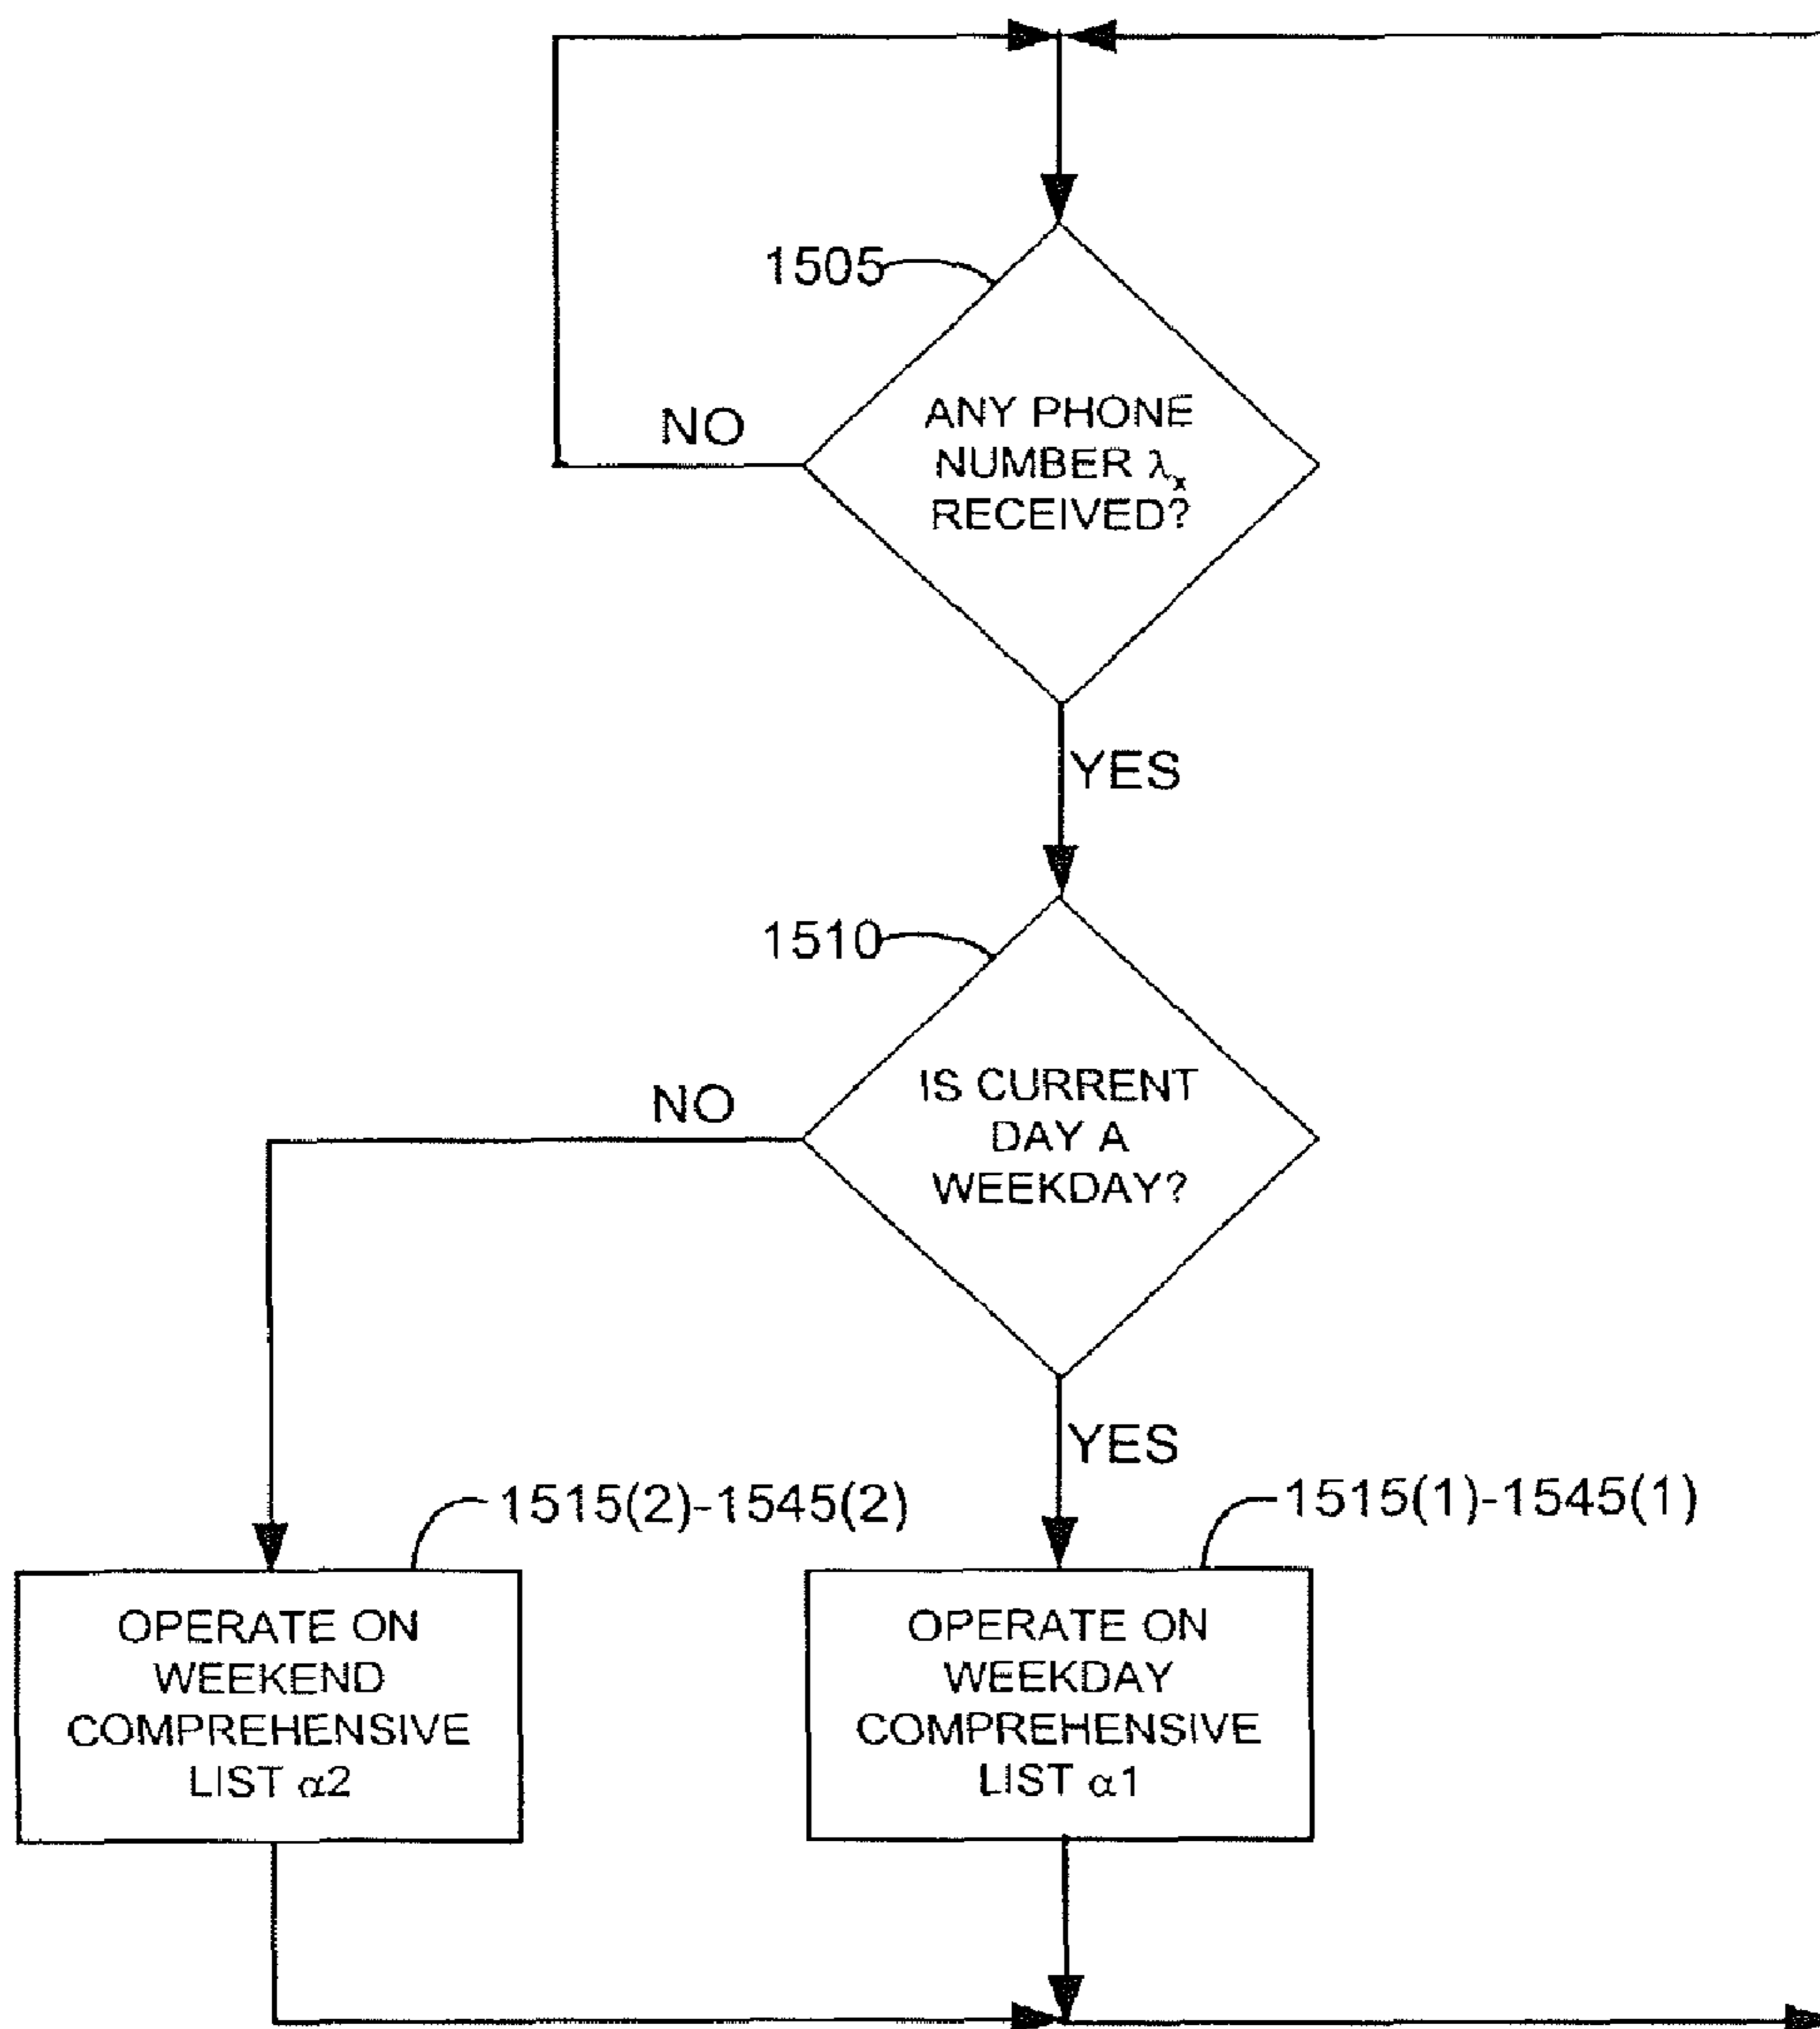 1505
ANY PHONE
NUMBER λx
RECEIVED?
NO
YES
1510
IS CURRENT
DAY A
WEEKDAY?
NO
YES
1515(2)-1545(2)
1515(1)-1545(1)
OPERATE ON
WEEKEND
COMPREHENSIVE
LIST α2
OPERATE ON
WEEKDAY
COMPREHENSIVE
LIST α1